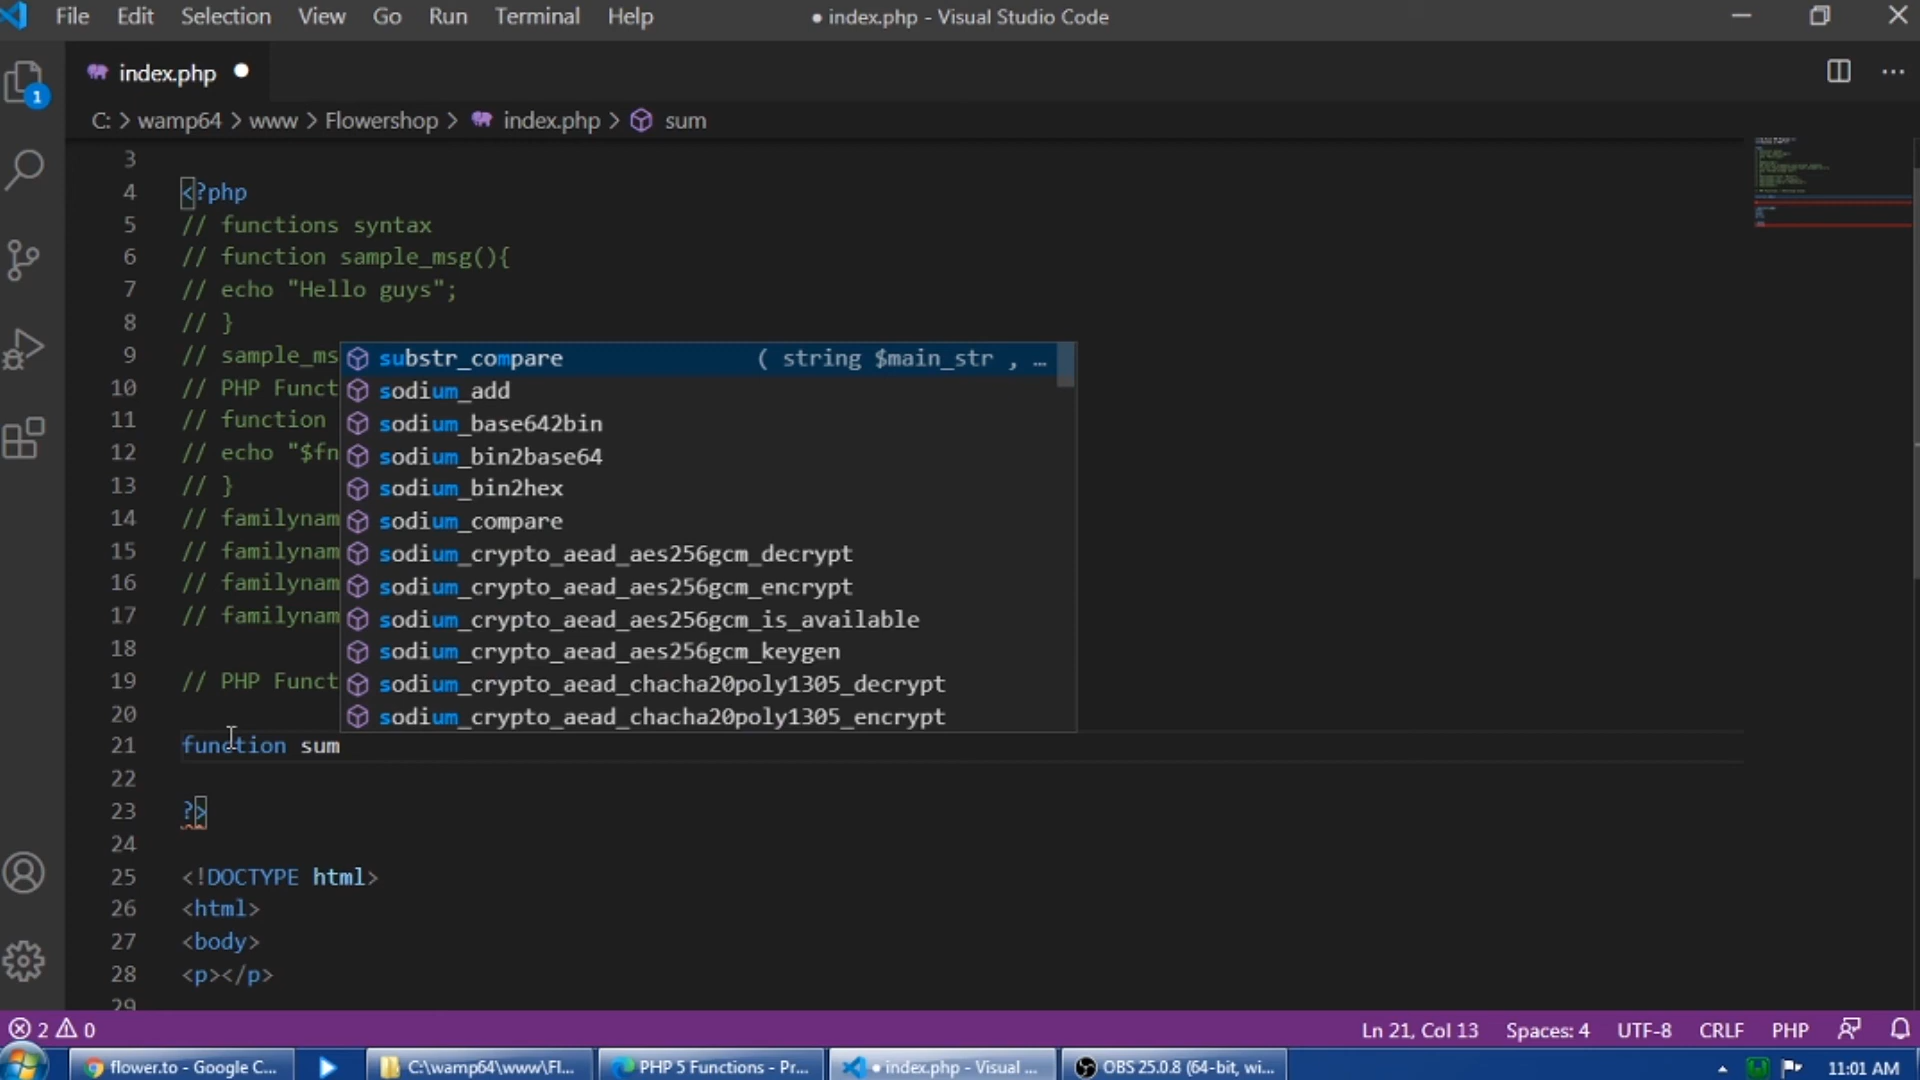 File Edit Selection View Go Run Terminal Help ● index.php - Visual Studio Code
index.php ●
C: > wamp64 > www > Flowershop > index.php > sum
1
3
4 <?php
5 // functions syntax
6 // function sample_msg(){
7 // echo "Hello guys";
8 // }
9 // sample_ms
10 // PHP Funct
11 // function
12 // echo "$fn
13 // }
14 // familynam
15 // familynam
16 // familynam
17 // familynam
18
19 // PHP Funct
20
21 function sum
22
23 ?>
24
25 <!DOCTYPE html>
26 <html>
27 <body>
28 <p></p>
29
substr_compare ( string $main_str , …
sodium_add
sodium_base642bin
sodium_bin2base64
sodium_bin2hex
sodium_compare
sodium_crypto_aead_aes256gcm_decrypt
sodium_crypto_aead_aes256gcm_encrypt
sodium_crypto_aead_aes256gcm_is_available
sodium_crypto_aead_aes256gcm_keygen
sodium_crypto_aead_chacha20poly1305_decrypt
sodium_crypto_aead_chacha20poly1305_encrypt
2 0 Ln 21, Col 13 Spaces: 4 UTF-8 CRLF PHP
flower.to - Google C... C:\wamp64\www\Fl... PHP 5 Functions - Pr... ● index.php - Visual ... OBS 25.0.8 (64-bit, wi... 11:01 AM